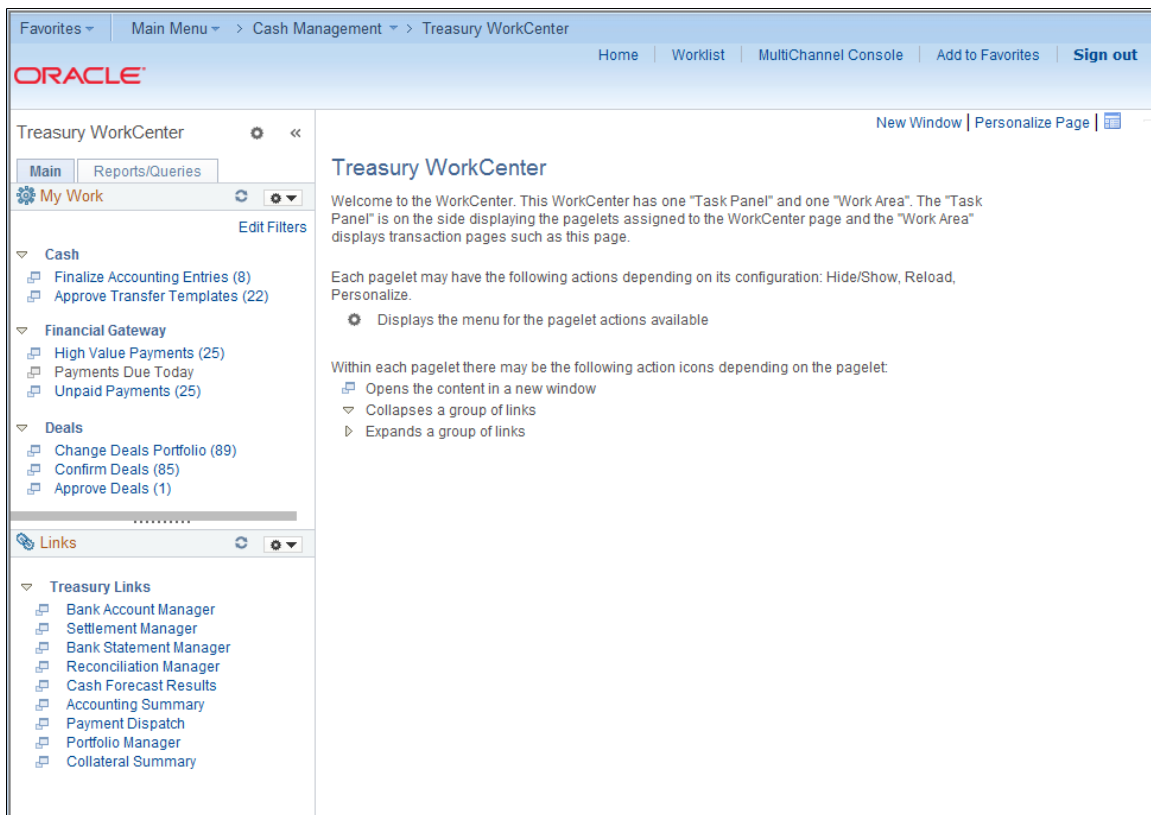 Favorites Main Menu > Cash Management > Treasury WorkCenter
Home Worklist MultiChannel Console Add to Favorites Sign out
ORACLE
New Window | Personalize Page |
Treasury WorkCenter
Main Reports/Queries
My Work
Edit Filters
Cash
Finalize Accounting Entries (8)
Approve Transfer Templates (22)
Financial Gateway
High Value Payments (25)
Payments Due Today
Unpaid Payments (25)
Deals
Change Deals Portfolio (89)
Confirm Deals (85)
Approve Deals (1)
Links
Treasury Links
Bank Account Manager
Settlement Manager
Bank Statement Manager
Reconciliation Manager
Cash Forecast Results
Accounting Summary
Payment Dispatch
Portfolio Manager
Collateral Summary
Treasury WorkCenter
Welcome to the WorkCenter. This WorkCenter has one "Task Panel" and one "Work Area". The "Task
Panel" is on the side displaying the pagelets assigned to the WorkCenter page and the "Work Area"
displays transaction pages such as this page.
Each pagelet may have the following actions depending on its configuration: Hide/Show, Reload,
Personalize.
Displays the menu for the pagelet actions available
Within each pagelet there may be the following action icons depending on the pagelet:
Opens the content in a new window
Collapses a group of links
Expands a group of links